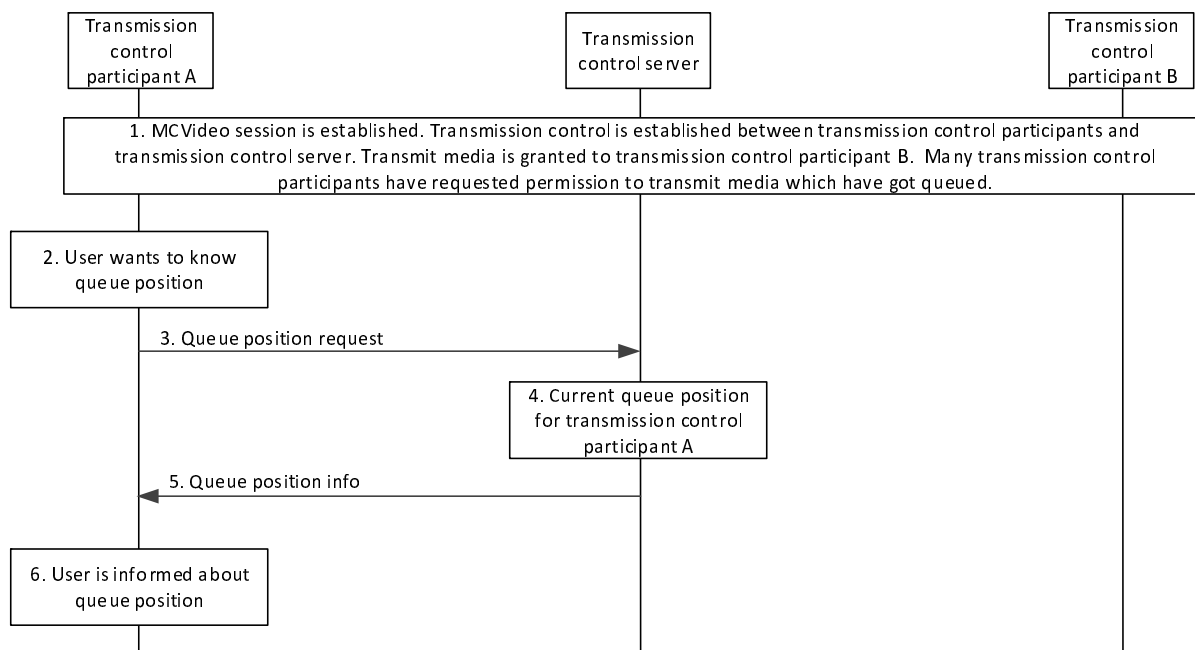 Transmission
control
participant A
Transmission
control server
Transmission
control
participant B
1. MCVideo session is established. Transmission control is established between transmission control participants and
transmission control server. Transmit media is granted to transmission control participant B.  Many transmission control
participants have requested permission to transmit media which have got queued.
2. User wants to know
queue position
3. Queue position request
4. Current queue position
for transmission control
participant A
5. Queue position info
6. User is informed about
queue position